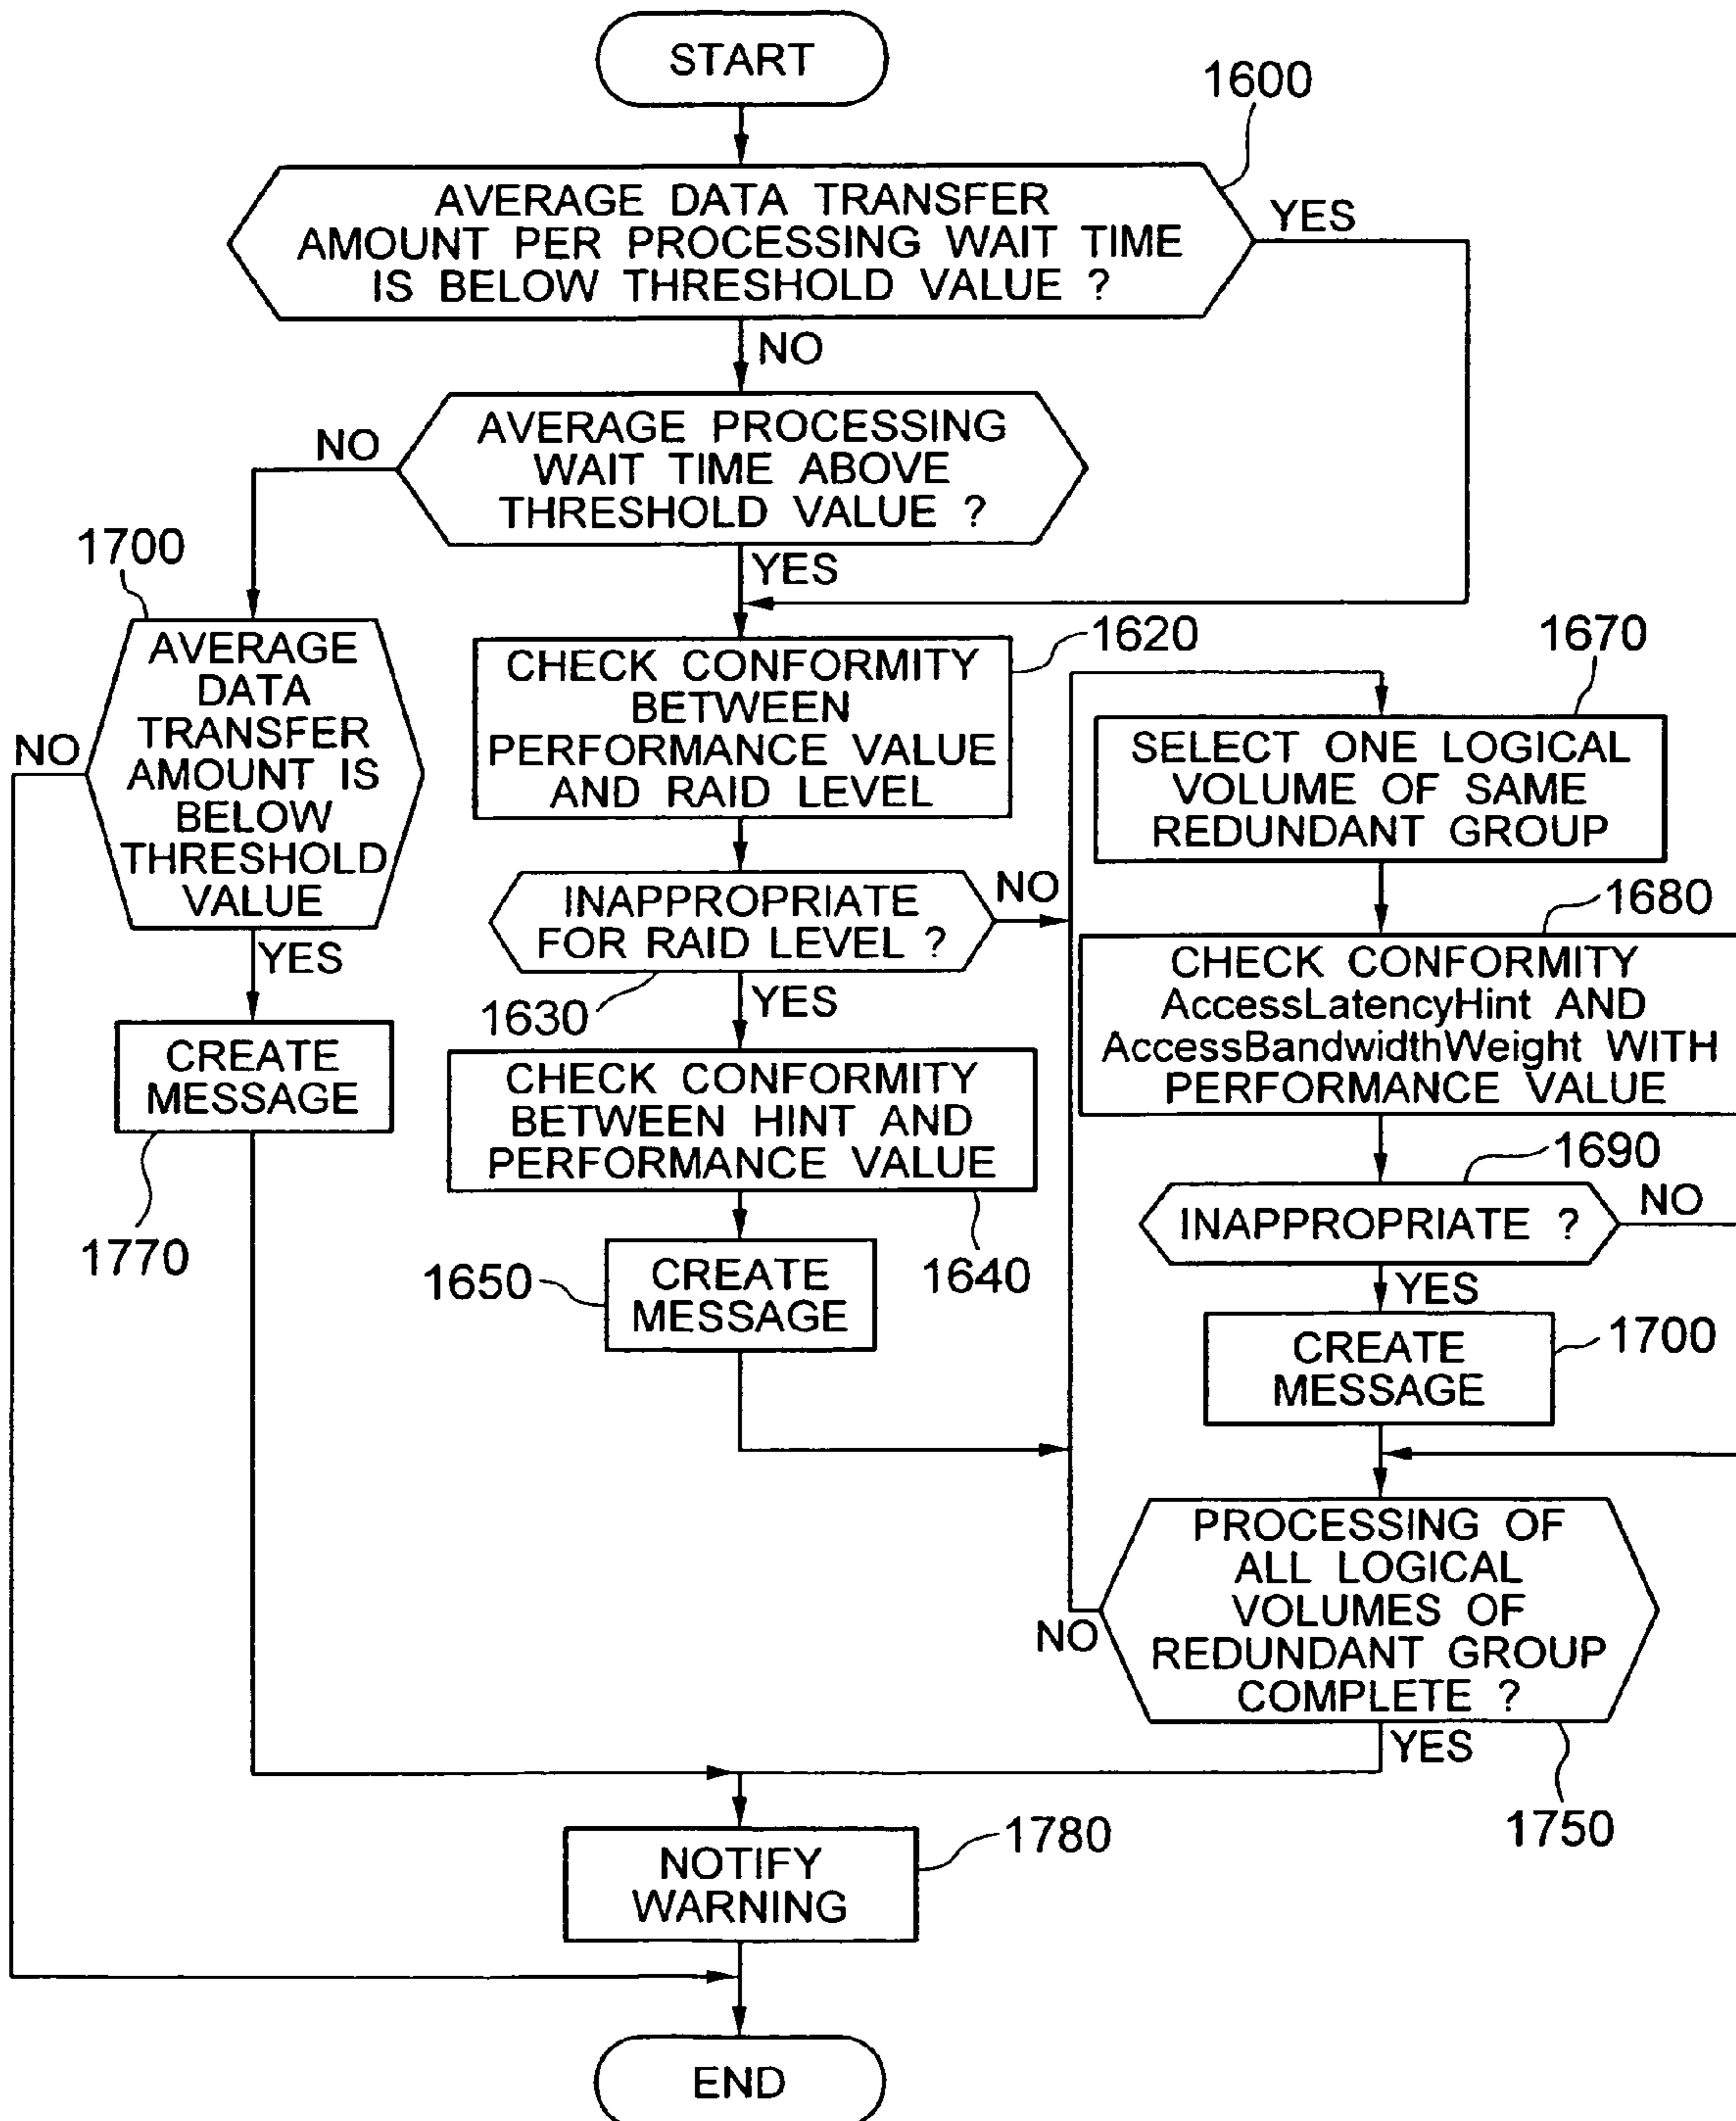 START
1600
AVERAGE DATA TRANSFER
AMOUNT PER PROCESSING WAIT TIME
IS BELOW THRESHOLD VALUE ?
YES
NO
AVERAGE PROCESSING
WAIT TIME ABOVE
THRESHOLD VALUE ?
NO
YES
1700
AVERAGE
DATA
TRANSFER
AMOUNT IS
BELOW
THRESHOLD
VALUE
NO
YES
CREATE
MESSAGE
1770
1620
CHECK CONFORMITY
BETWEEN
PERFORMANCE VALUE
AND RAID LEVEL
INAPPROPRIATE
FOR RAID LEVEL ?
NO
1630
YES
CHECK CONFORMITY
BETWEEN HINT AND
PERFORMANCE VALUE
1640
1650
CREATE
MESSAGE
1670
SELECT ONE LOGICAL
VOLUME OF SAME
REDUNDANT GROUP
1680
CHECK CONFORMITY
AccessLatencyHint AND
AccessBandwidthWeight WITH
PERFORMANCE VALUE
1690
INAPPROPRIATE ?
NO
YES
1700
CREATE
MESSAGE
PROCESSING OF
ALL LOGICAL
VOLUMES OF
REDUNDANT GROUP
COMPLETE ?
NO
YES
1750
1780
NOTIFY
WARNING
END